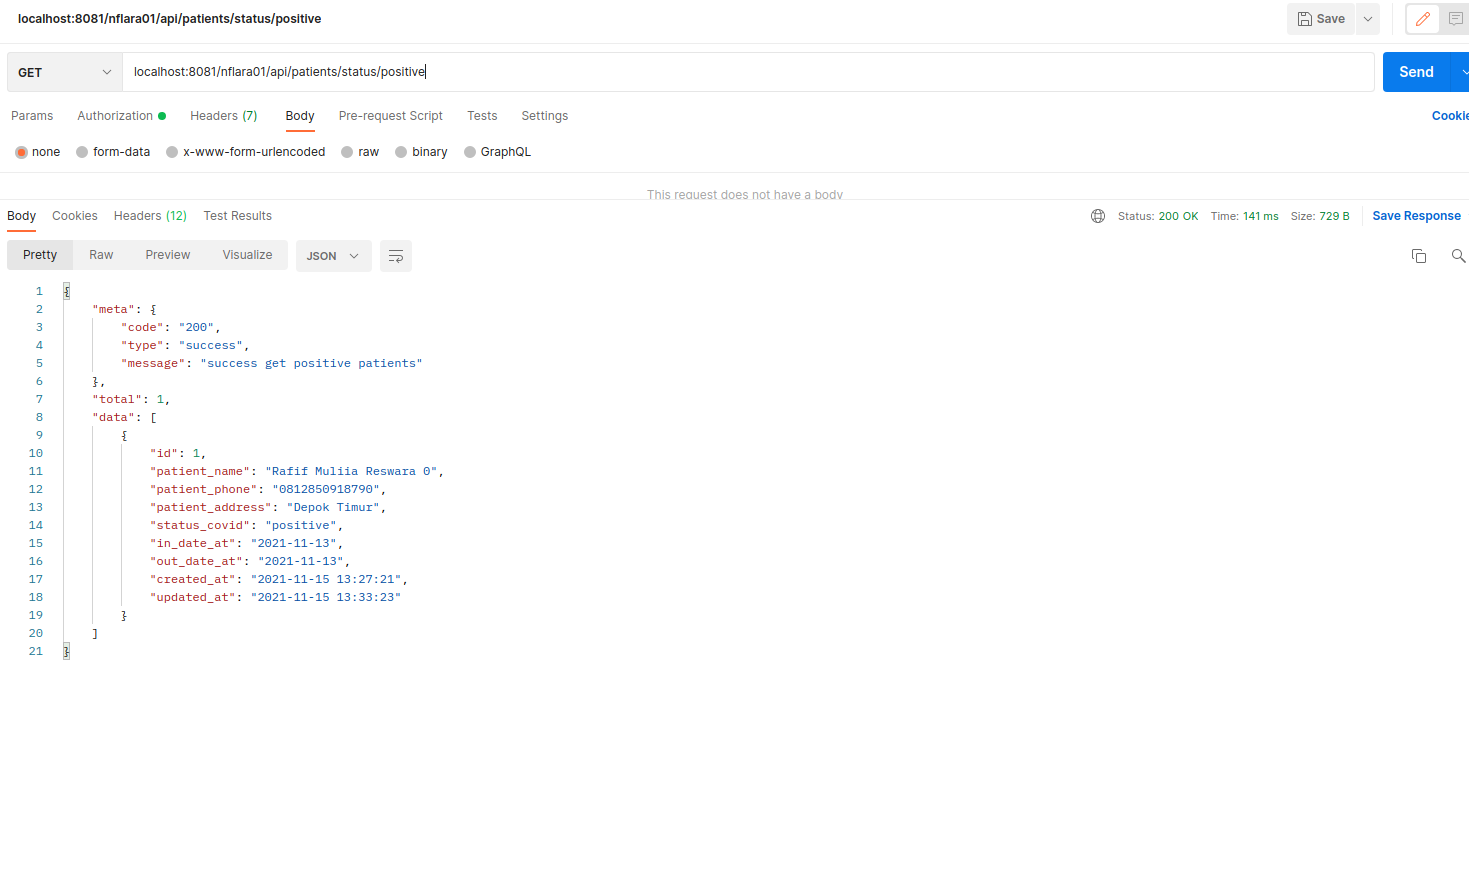 localhost:8081/nflara01/api/patients/status/positive
Save
GET
localhost:8081/nflara01/api/patients/status/positive
Send
Params Authorization Headers (7) Body Pre-request Script Tests Settings
Cookie
none form-data x-www-form-urlencoded raw binary GraphQL
This request does not have a body
Body Cookies Headers (12) Test Results
Status: 200 OK Time: 141 ms Size: 729 B Save Response
Pretty Raw Preview Visualize JSON
1 {
2 "meta": {
3 "code": "200",
4 "type": "success",
5 "message": "success get positive patients"
6 },
7 "total": 1,
8 "data": [
9 {
10 "id": 1,
11 "patient_name": "Rafif Muliia Reswara 0",
12 "patient_phone": "0812850918790",
13 "patient_address": "Depok Timur",
14 "status_covid": "positive",
15 "in_date_at": "2021-11-13",
16 "out_date_at": "2021-11-13",
17 "created_at": "2021-11-15 13:27:21",
18 "updated_at": "2021-11-15 13:33:23"
19 }
20 ]
21 }